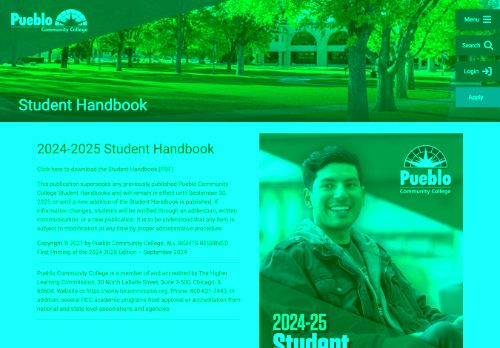 Pueblo
Community College
Menu
Search
Login
Apply
Student Handbook
2024-2025 Student Handbook
Click here to download the Student Handbook (PDF)
This publication supersedes any previously published Pueblo Community
College Student Handbooks and will remain in effect until September 30,
2025, or until a new addition of the Student Handbook is published. If
information changes, students will be notified through an addendum, written
communication, or a new publication. It is to be understood that any item is
subject to modification at any time by proper administrative procedure.
Copyright © 2021 by Pueblo Community College. ALL RIGHTS RESERVED
First Printing of the 2024-2025 Edition – September 2024
Pueblo Community College is a member of and accredited by The Higher
Learning Commission, 30 North LaSalle Street, Suite 2-500, Chicago, IL
60604. Website or https://www.hlcommission.org. Phone: 800-621-7440. In
addition, several PCC academic programs hold approval or accreditation from
national and state level associations and agencies.
Pueblo
Community College
2024-25
Student